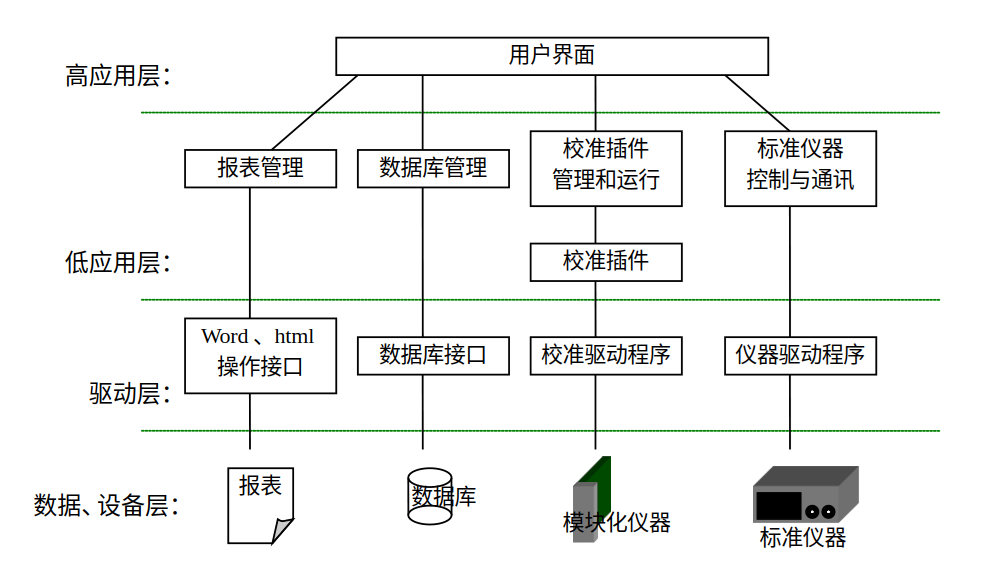 用户界面
高应用层：
报表管理
数据库管理
校准插件
管理和运行
标准仪器
控制与通讯
低应用层：
校准插件
Word、html
操作接口
数据库接口
校准驱动程序
仪器驱动程序
驱动层：
数据、设备层：
报表
数据库
模块化仪器
标准仪器